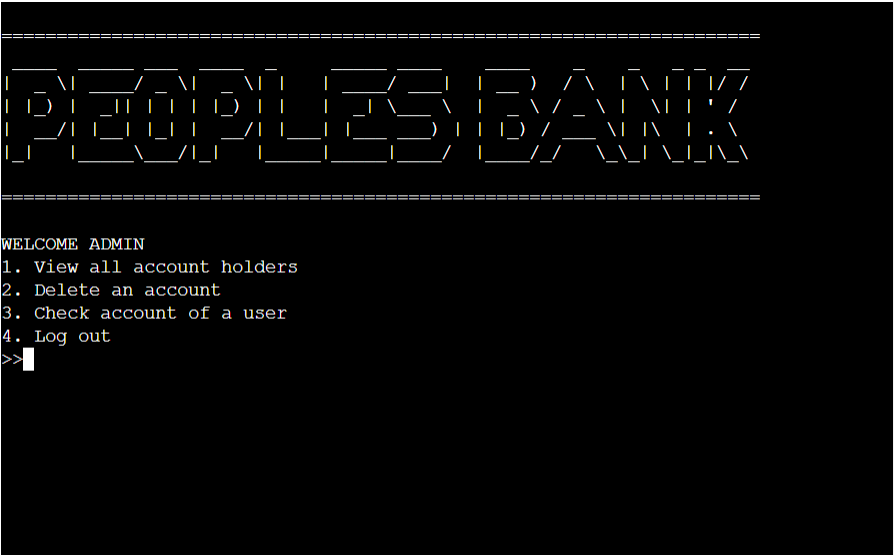 PEOPLES BANK
WELCOME ADMIN
1. View all account holders
2. Delete an account
3. Check account of a user
4. Log out
>>